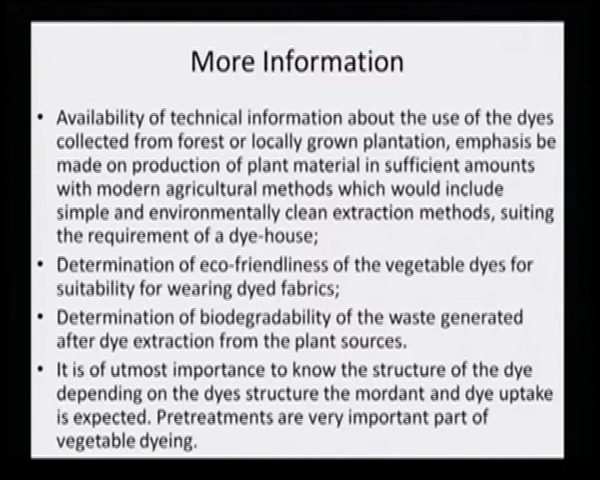 More Information
• Availability of technical information about the use of the dyes
collected from forest or locally grown plantation, emphasis be
made on production of plant material in sufficient amounts
with modern agricultural methods which would include
simple and environmentally clean extraction methods, suiting
the requirement of a dye-house;
• Determination of eco-friendliness of the vegetable dyes for
suitability for wearing dyed fabrics;
• Determination of biodegradability of the waste generated
after dye extraction from the plant sources.
• It is of utmost importance to know the structure of the dye
depending on the dyes structure the mordant and dye uptake
is expected. Pretreatments are very important part of
vegetable dyeing.